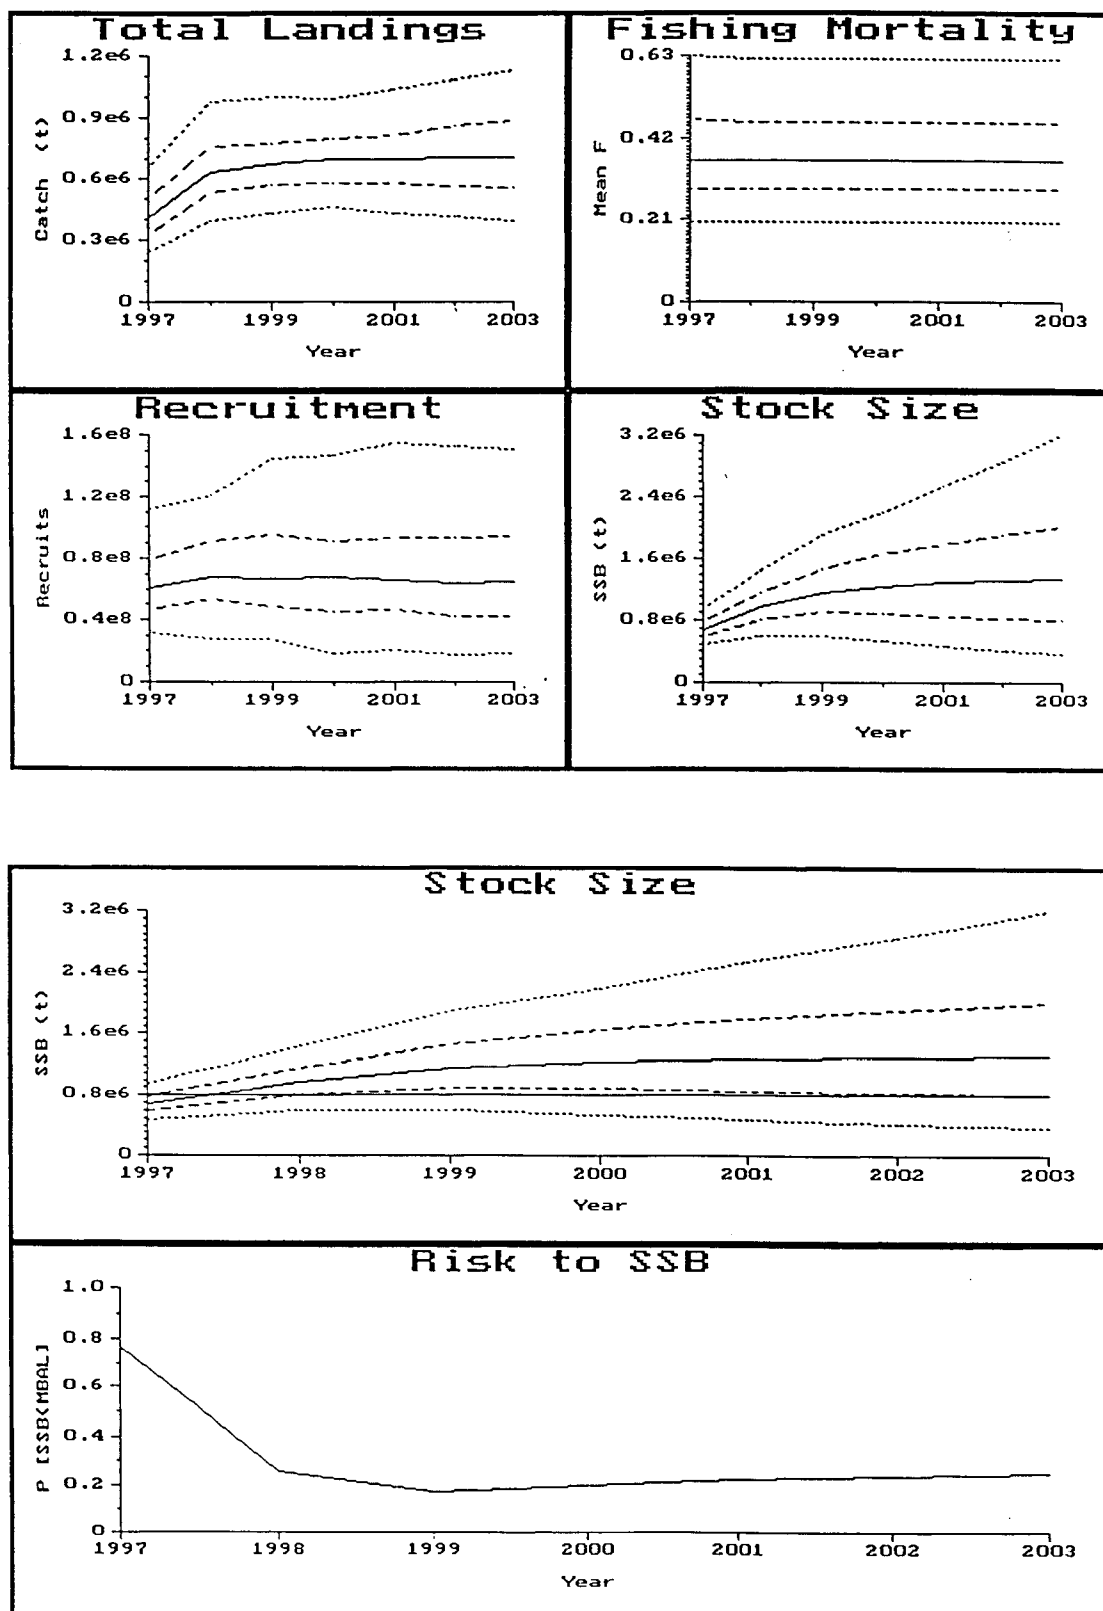 Total Landings
Catch (t)
1.2e6
0.9e6
0.6e6
0.3e6
0
1997 1999 2001 2003
Year
Fishing Mortality
Mean F
0.63
0.42
0.21
0
1997 1999 2001 2003
Year
Recruitment
Recruits
1.6e8
1.2e8
0.8e8
0.4e8
0
1997 1999 2001 2003
Year
Stock Size
SSB (t)
3.2e6
2.4e6
1.6e6
0.8e6
0
1997 1999 2001 2003
Year
Stock Size
SSB (t)
3.2e6
2.4e6
1.6e6
0.8e6
0
1997 1998 1999 2000 2001 2002 2003
Year
Risk to SSB
P [SSB<MBAL]
1.0
0.8
0.6
0.4
0.2
0
1997 1998 1999 2000 2001 2002 2003
Year